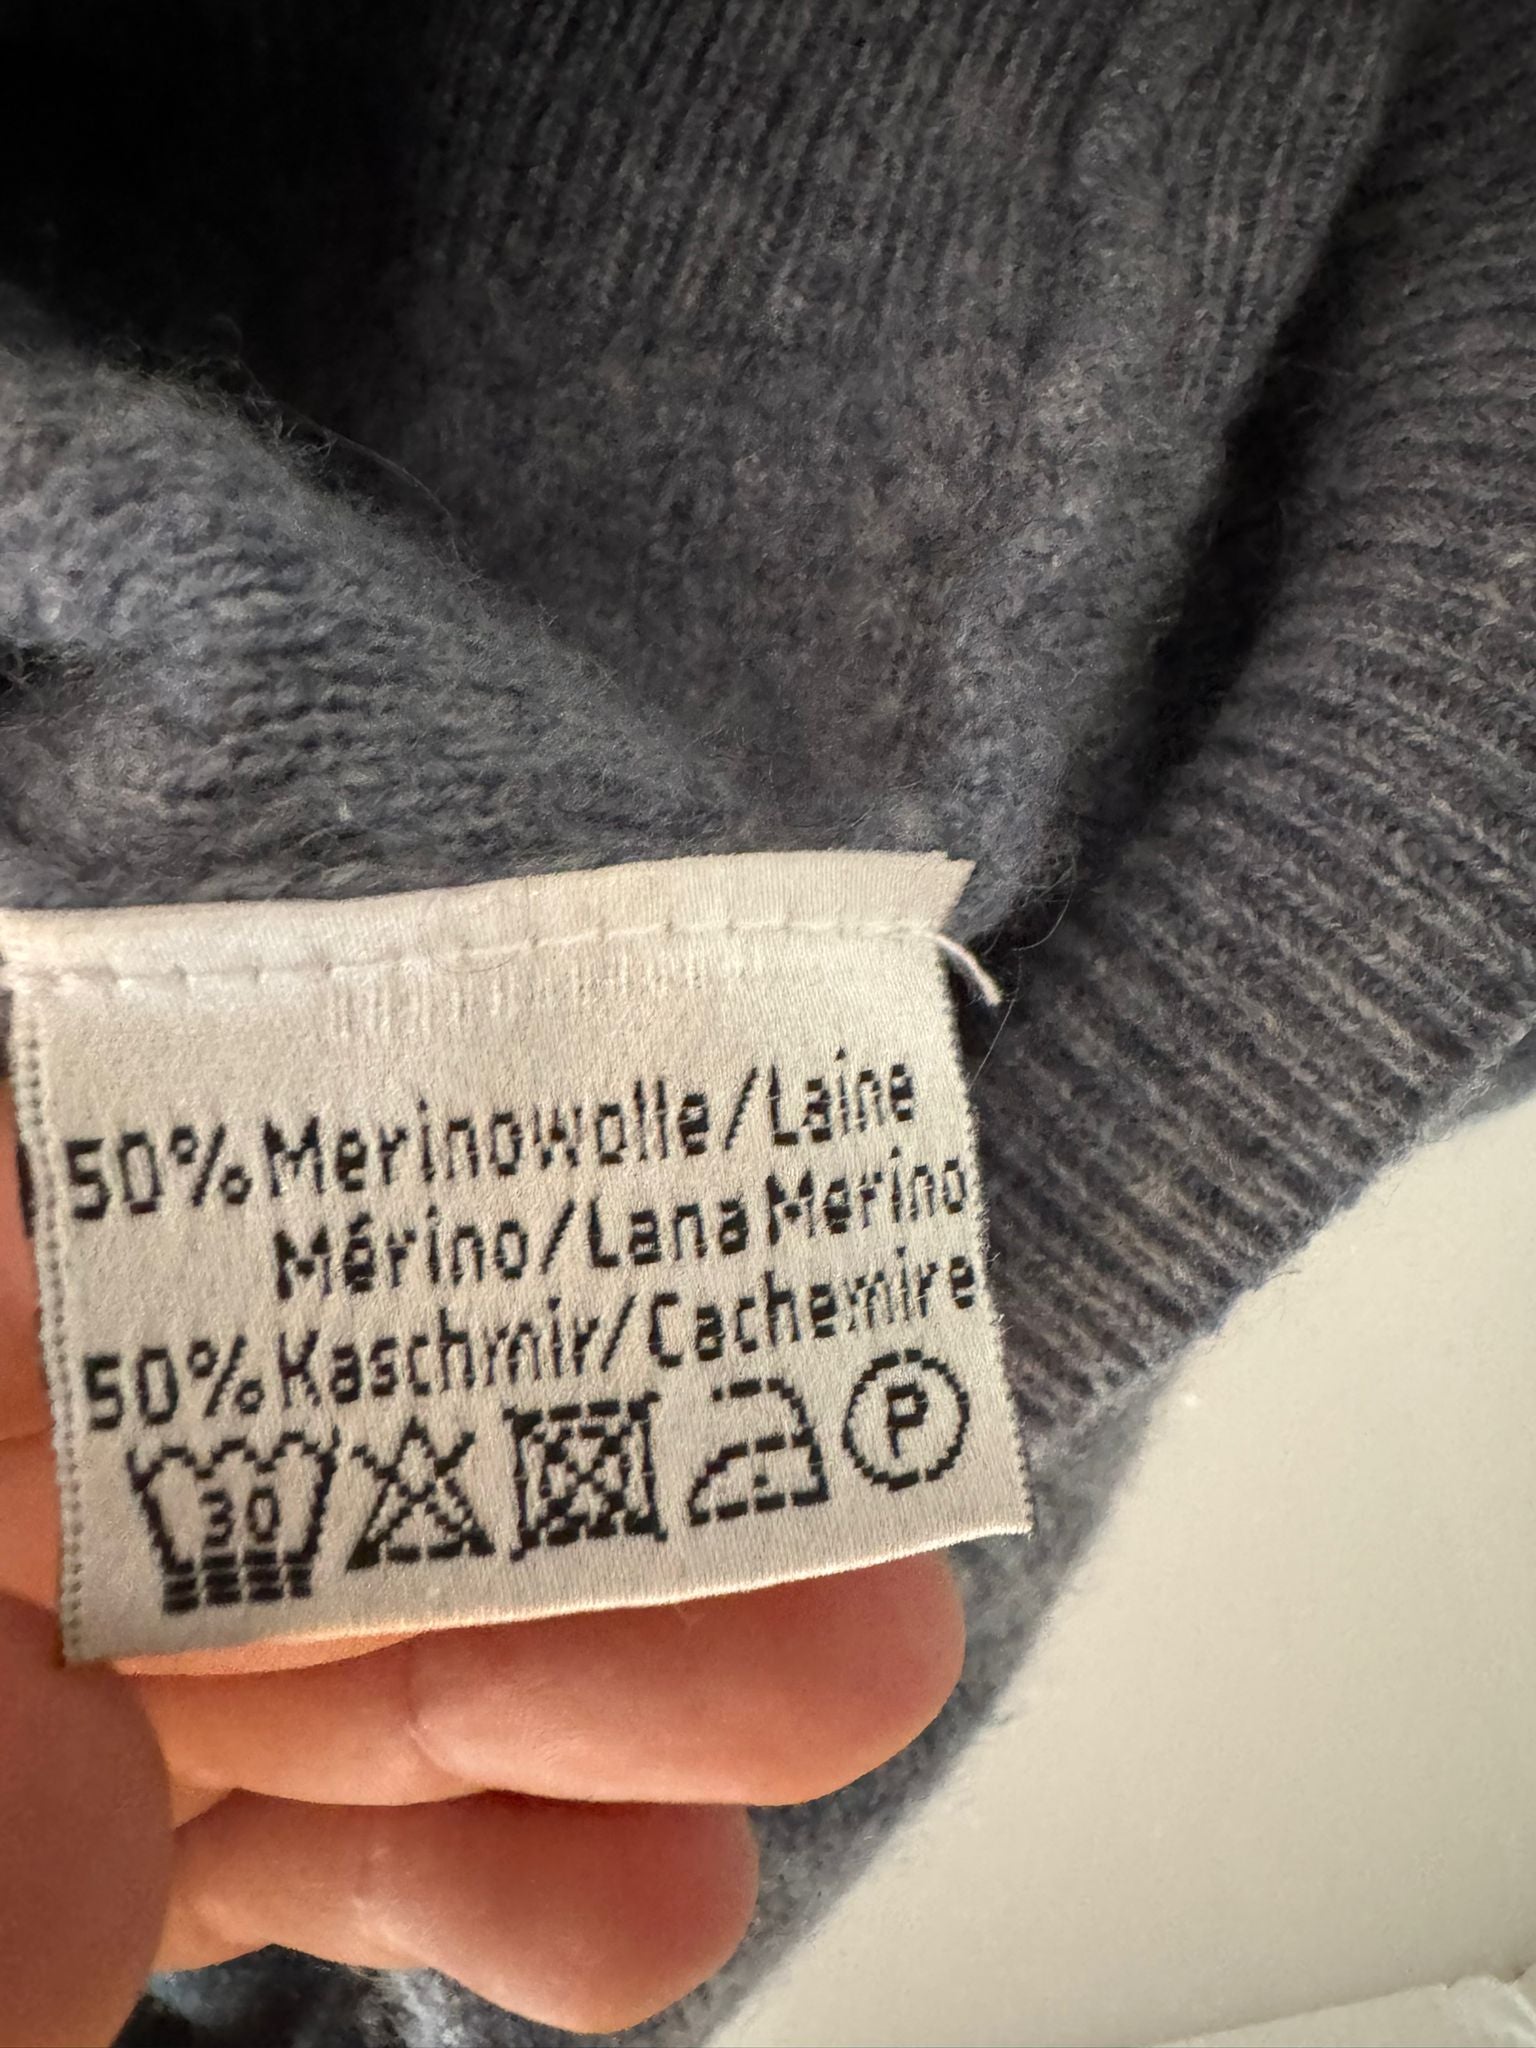 50% Merinowolle/Laine
Mérino/Lana Merino
50% Kaschmir/Cachemire
30 P